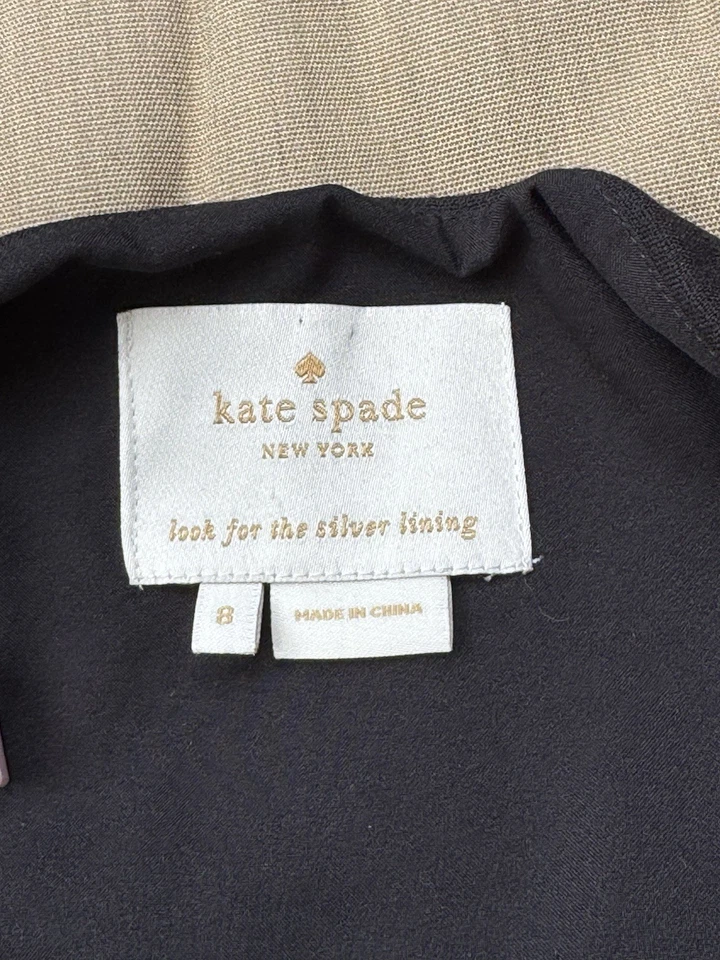 kate spade
NEW YORK
look for the silver lining
8
MADE IN CHINA